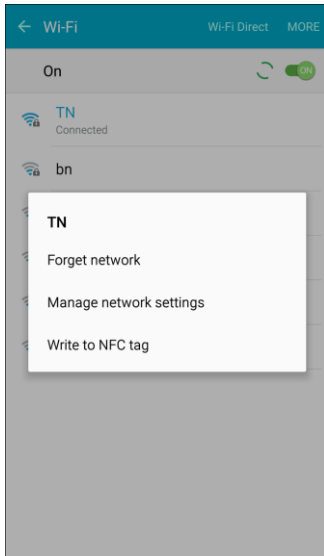 Wi-Fi Wi-Fi Direct MORE
On ON
TN
Connected
bn
TN
Forget network
Manage network settings
Write to NFC tag